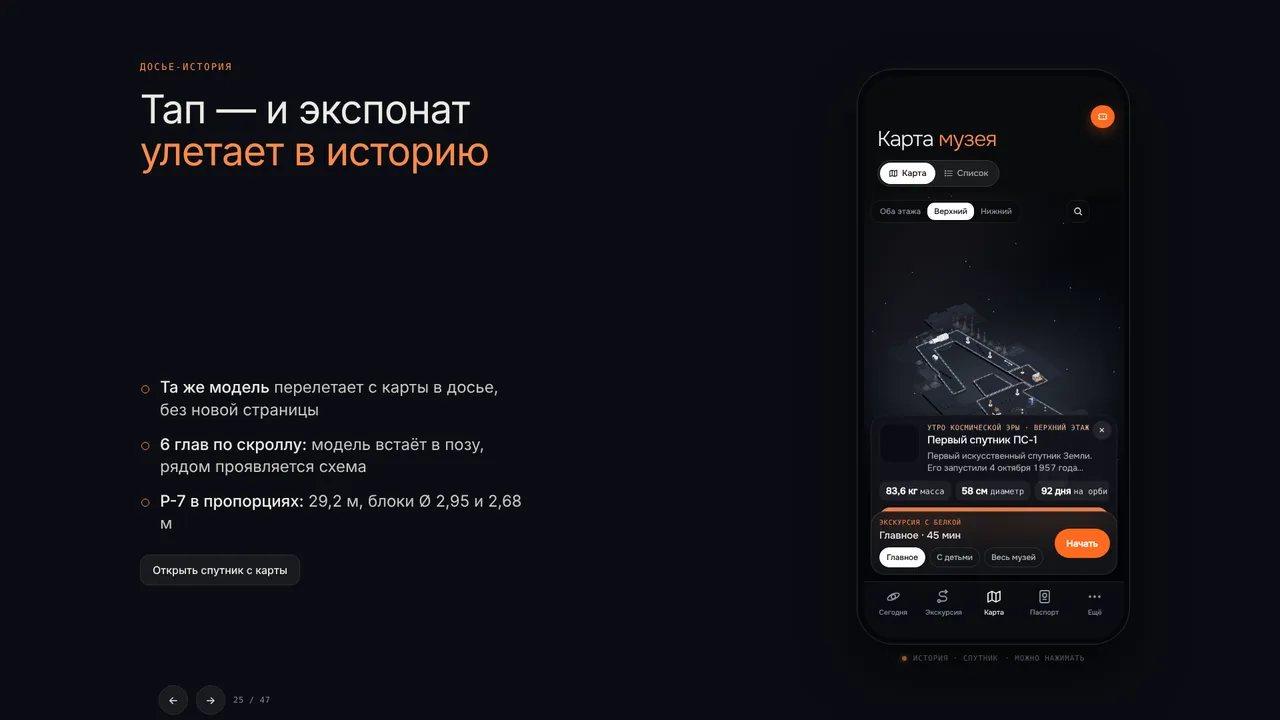 ДОСЬЕ-ИСТОРИЯ
Тап — и экспонат
улетает в историю
Та же модель перелетает с карты в досье,
без новой страницы
6 глав по скроллу: модель встаёт в позу,
рядом проявляется схема
Р-7 в пропорциях: 29,2 м, блоки Ø 2,95 и 2,68
м
Открыть спутник с карты
25 / 47
Карта музея
Карта Список
Оба этажа Верхний Нижний
УТРО КОСМИЧЕСКОЙ ЭРЫ · ВЕРХНИЙ ЭТАЖ
Первый спутник ПС-1
Первый искусственный спутник Земли.
Его запустили 4 октября 1957 года…
83,6 кг масса 58 см диаметр 92 дня на орби
ЭКСКУРСИЯ С БЕЛКОЙ
Главное · 45 мин
Начать
Главное С детьми Весь музей
Сегодня Экскурсия Карта Паспорт Ещё
ИСТОРИЯ · СПУТНИК · МОЖНО НАЖИМАТЬ